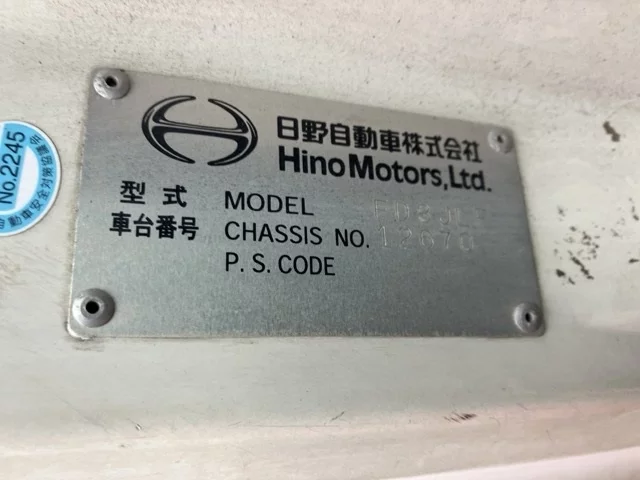 日野自動車株式会社
Hino Motors, Ltd.
型式 MODEL
車台番号 CHASSIS NO. 12670
P. S. CODE
No.2245